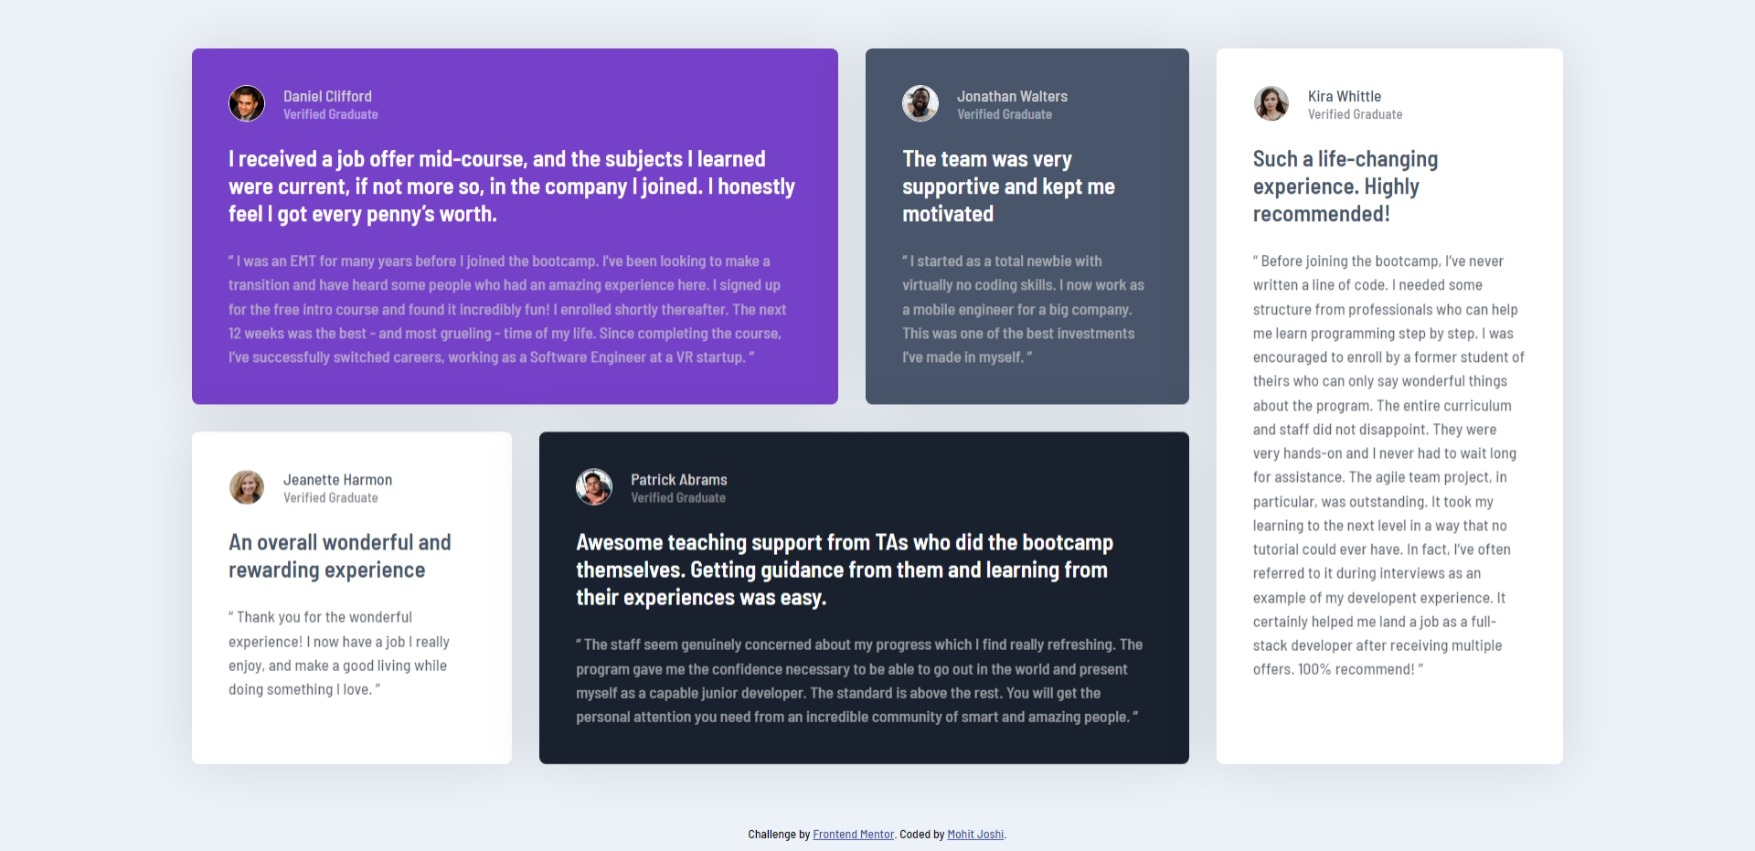 Daniel Clifford
Verified Graduate
I received a job offer mid-course, and the subjects I learned
were current, if not more so, in the company I joined. I honestly
feel I got every penny’s worth.
“ I was an EMT for many years before I joined the bootcamp. I’ve been looking to make a
transition and have heard some people who had an amazing experience here. I signed up
for the free intro course and found it incredibly fun! I enrolled shortly thereafter. The next
12 weeks was the best - and most grueling - time of my life. Since completing the course,
I’ve successfully switched careers, working as a Software Engineer at a VR startup. ”
Jonathan Walters
Verified Graduate
The team was very
supportive and kept me
motivated
“ I started as a total newbie with
virtually no coding skills. I now work as
a mobile engineer for a big company.
This was one of the best investments
I’ve made in myself. ”
Kira Whittle
Verified Graduate
Such a life-changing
experience. Highly
recommended!
“ Before joining the bootcamp, I’ve never
written a line of code. I needed some
structure from professionals who can help
me learn programming step by step. I was
encouraged to enroll by a former student of
theirs who can only say wonderful things
about the program. The entire curriculum
and staff did not disappoint. They were
very hands-on and I never had to wait long
for assistance. The agile team project, in
particular, was outstanding. It took my
learning to the next level in a way that no
tutorial could ever have. In fact, I’ve often
referred to it during interviews as an
example of my developent experience. It
certainly helped me land a job as a full-
stack developer after receiving multiple
offers. 100% recommend! ”
Jeanette Harmon
Verified Graduate
An overall wonderful and
rewarding experience
“ Thank you for the wonderful
experience! I now have a job I really
enjoy, and make a good living while
doing something I love. ”
Patrick Abrams
Verified Graduate
Awesome teaching support from TAs who did the bootcamp
themselves. Getting guidance from them and learning from
their experiences was easy.
“ The staff seem genuinely concerned about my progress which I find really refreshing. The
program gave me the confidence necessary to be able to go out in the world and present
myself as a capable junior developer. The standard is above the rest. You will get the
personal attention you need from an incredible community of smart and amazing people. ”
Challenge by Frontend Mentor. Coded by Mohit Joshi.